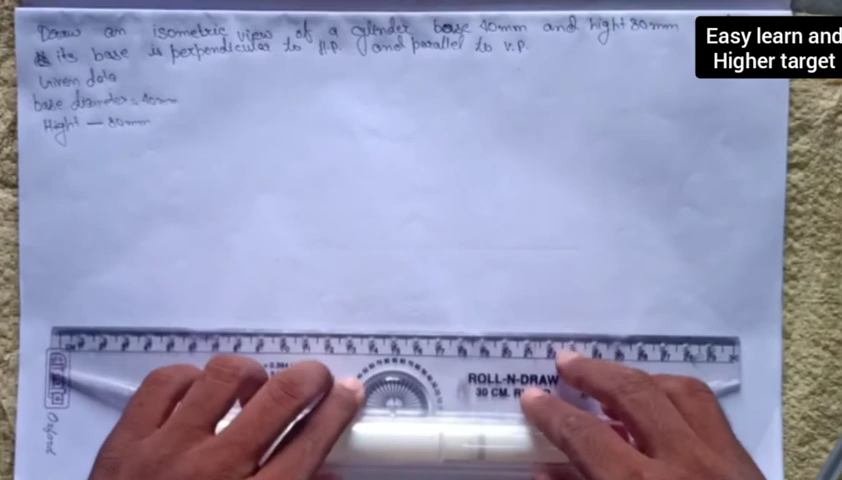 Draw an isometric view of a cylinder base 40mm and hight 80mm
its base is perpendicular to H.P. and parallel to V.P.
Given data
base diameter = 40mm
Hight — 80mm
Easy learn and
Higher target
ROLL-N-DRAW
30 CM.
Oxford